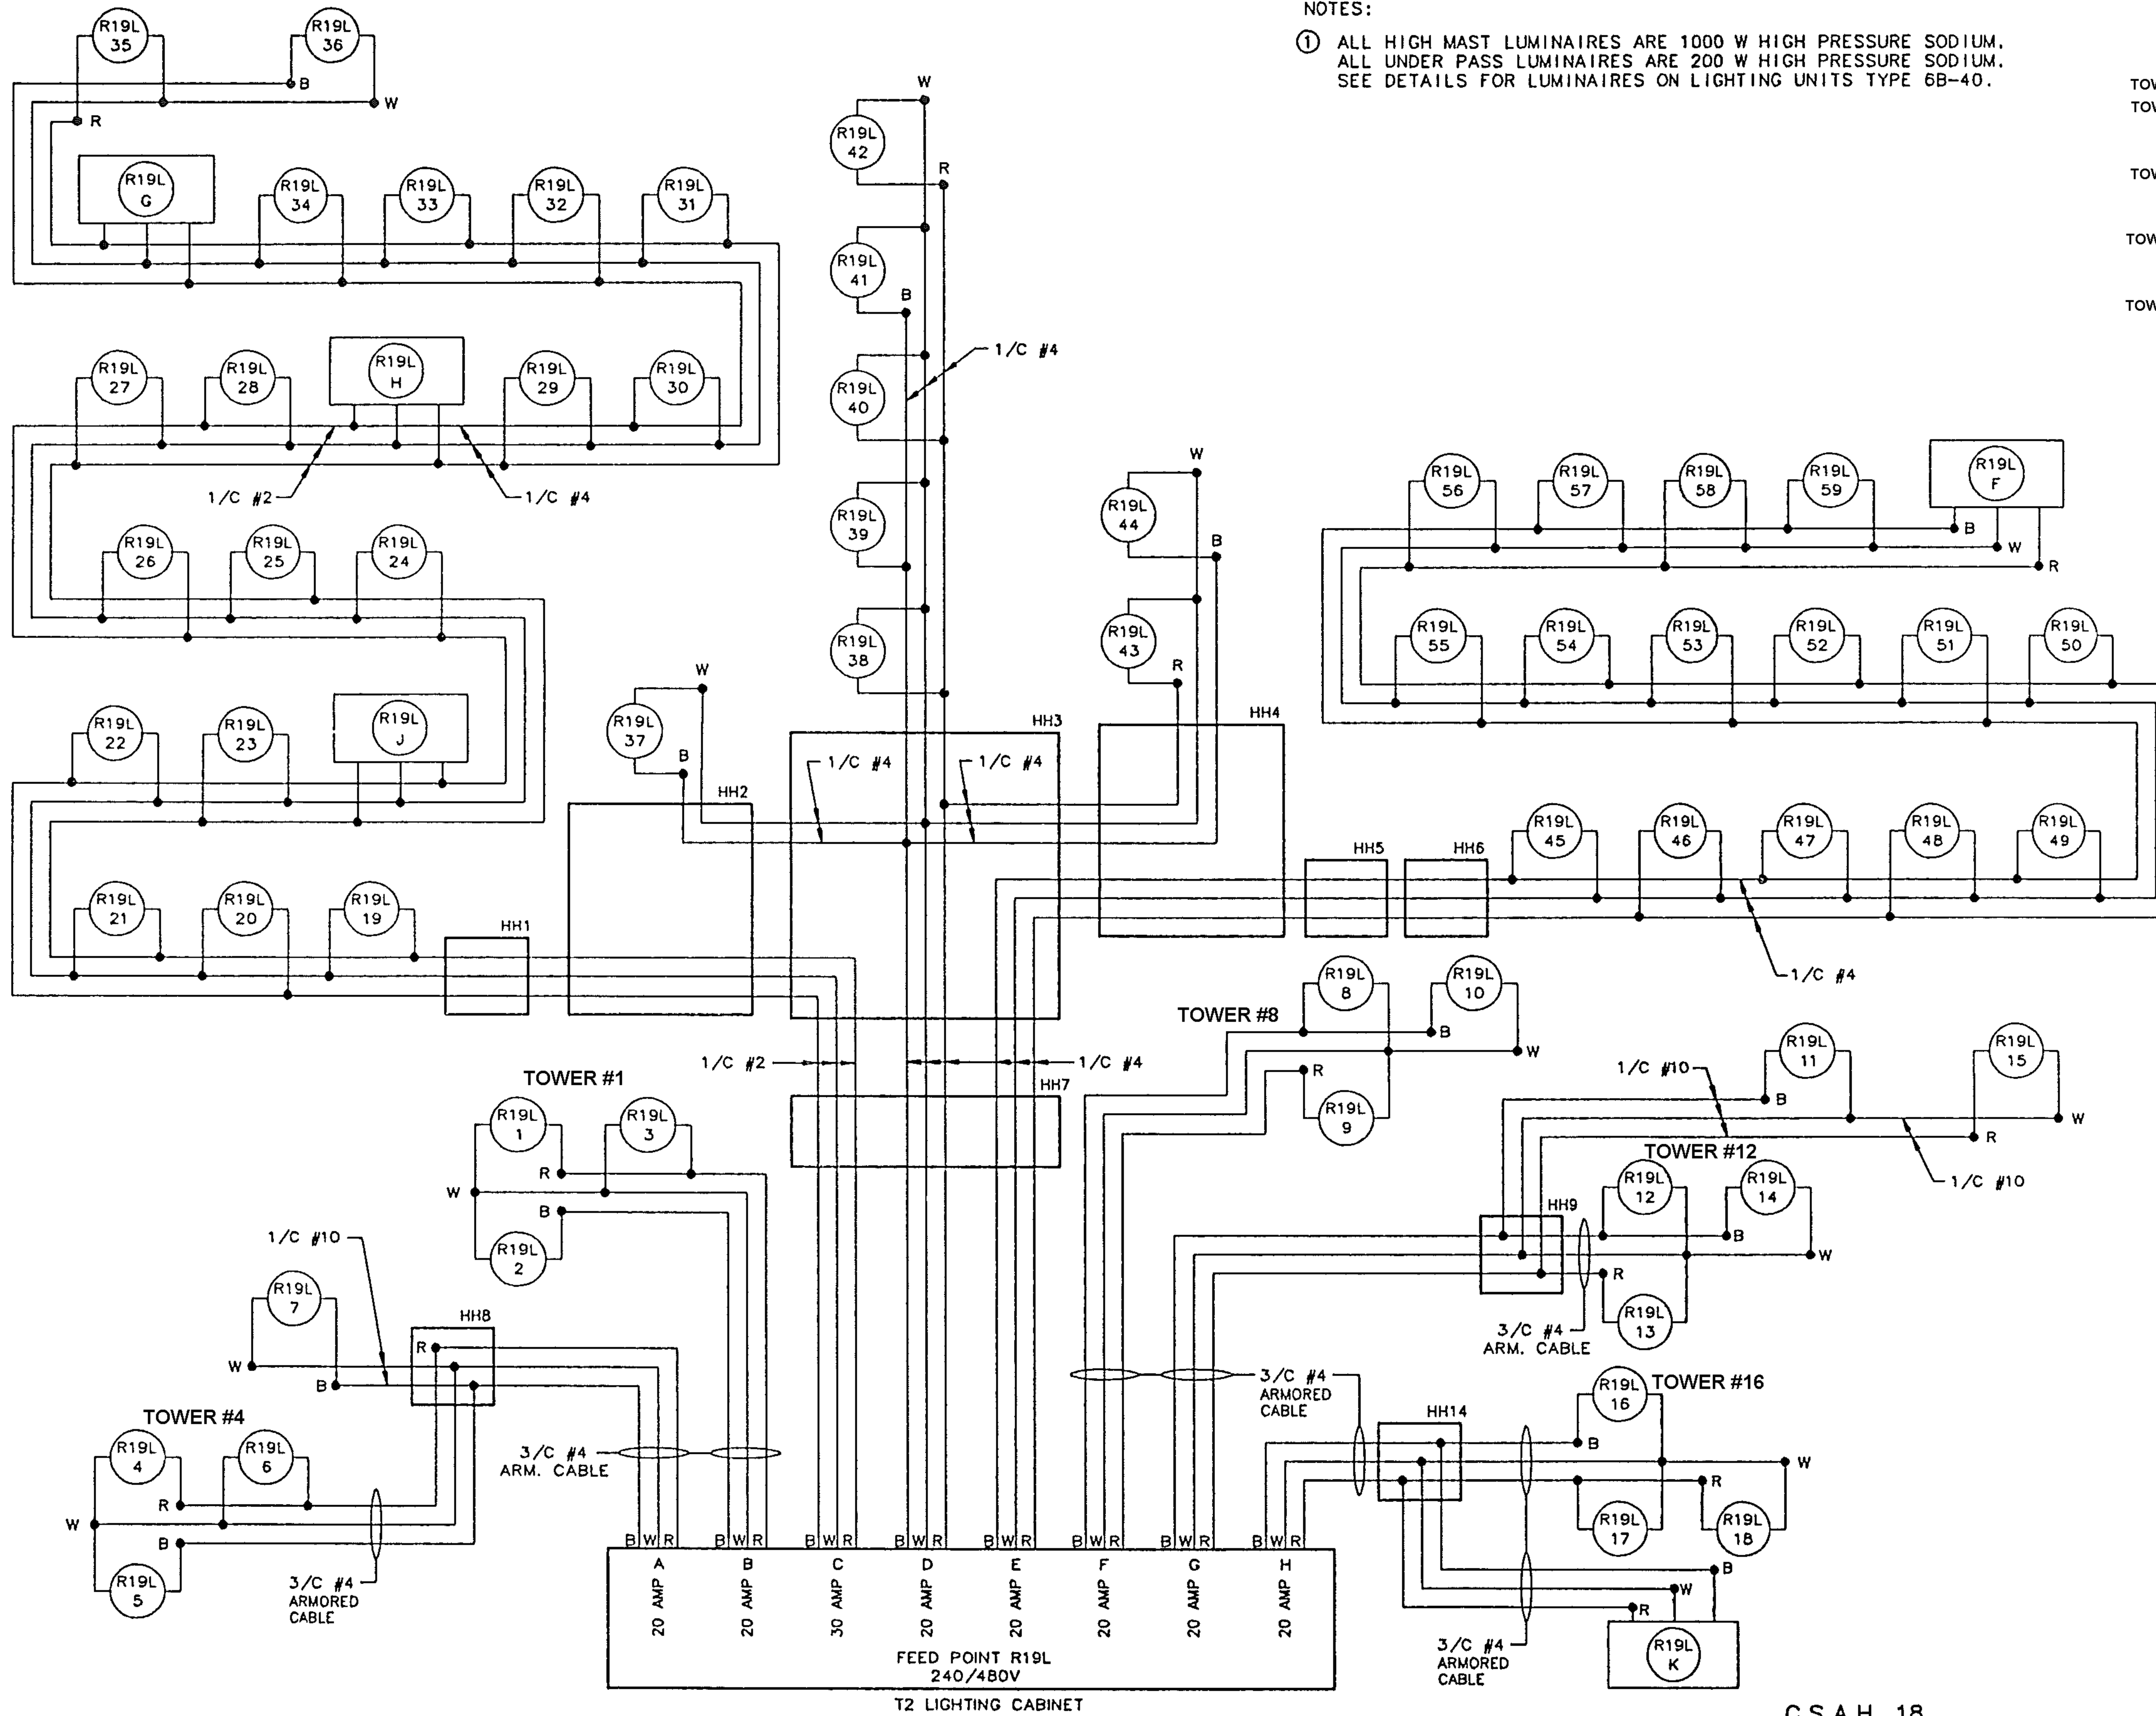 NOTES:
① ALL HIGH MAST LUMINAIRES ARE 1000 W HIGH PRESSURE SODIUM.
ALL UNDER PASS LUMINAIRES ARE 200 W HIGH PRESSURE SODIUM.
SEE DETAILS FOR LUMINAIRES ON LIGHTING UNITS TYPE 6B-40.
TOW
TOW
TOW
TOW
TOW
R19L
35
R19L
36
B
W
R
R19L
G
R19L
34
R19L
33
R19L
32
R19L
31
R19L
27
R19L
28
R19L
H
R19L
29
R19L
30
1/C #2
1/C #4
R19L
26
R19L
25
R19L
24
R19L
22
R19L
23
R19L
J
R19L
21
R19L
20
R19L
19
HH1
W
R19L
42
R
R19L
41
B
1/C #4
R19L
40
R19L
39
R19L
38
W
R19L
37
B
HH2
HH3
1/C #4
1/C #4
W
R19L
44
B
R19L
43
R
HH4
R19L
56
R19L
57
R19L
58
R19L
59
R19L
F
B
W
R
R19L
55
R19L
54
R19L
53
R19L
52
R19L
51
R19L
50
R19L
45
R19L
46
R19L
47
R19L
48
R19L
49
HH5
HH6
1/C #4
1/C #2
1/C #4
HH7
TOWER #8
R19L
8
R19L
10
B
W
R
R19L
9
R19L
11
R19L
15
1/C #10
B
W
R
1/C #10
TOWER #12
R19L
12
R19L
14
HH9
B
W
R
R19L
13
3/C #4
ARM. CABLE
TOWER #1
R19L
1
R19L
3
R
W
B
R19L
2
1/C #10
R19L
7
HH8
R
W
B
TOWER #4
R19L
4
R19L
6
R
W
B
R19L
5
3/C #4
ARMORED
CABLE
3/C #4
ARM. CABLE
3/C #4
ARMORED
CABLE
HH14
R19L
16
TOWER #16
B
W
R
R19L
17
R19L
18
B
W
R
R19L
K
3/C #4
ARMORED
CABLE
B W R B W R B W R B W R B W R B W R B W R B W R
A B C D E F G H
20 AMP 20 AMP 30 AMP 20 AMP 20 AMP 20 AMP 20 AMP 20 AMP
FEED POINT R19L
240/480V
T2 LIGHTING CABINET
C.S.A.H. 18